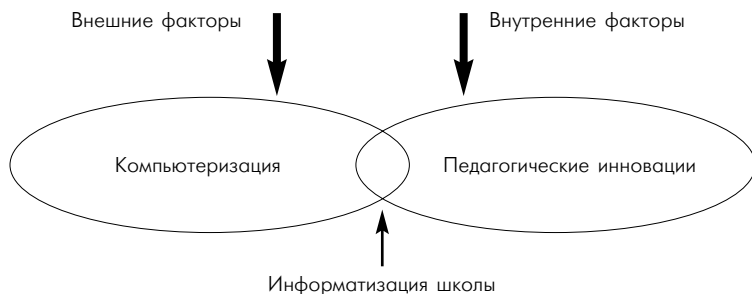 Внешние факторы
Внутренние факторы
Компьютеризация
Педагогические инновации
Информатизация школы